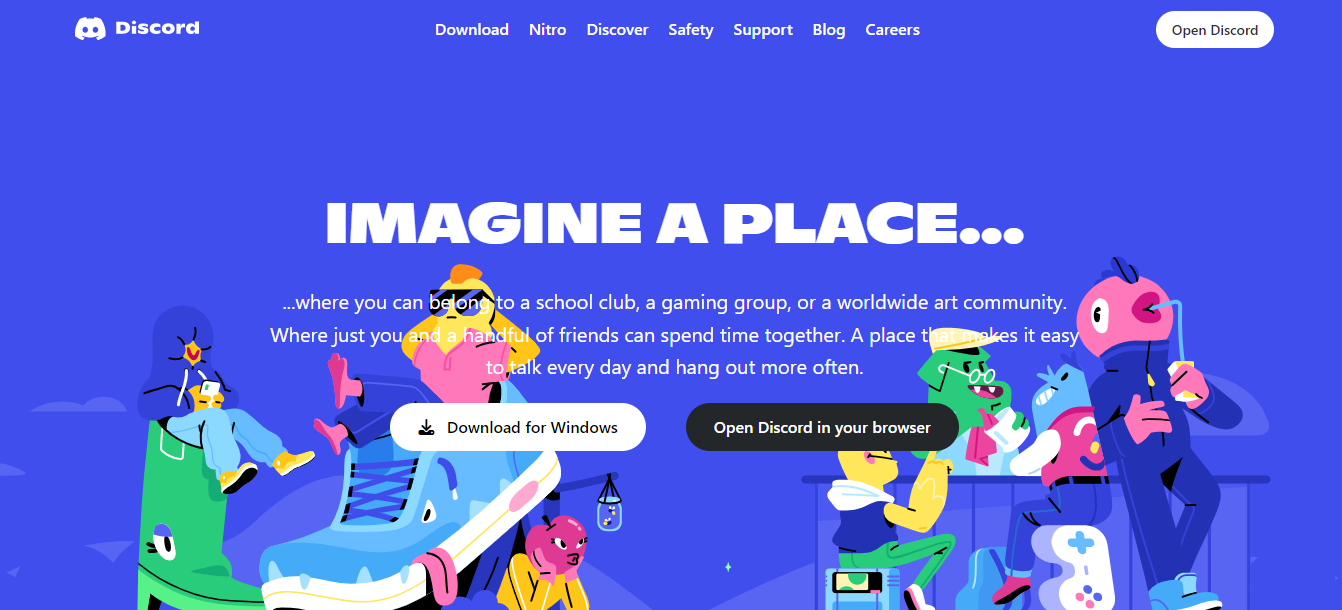 Discord
Download Nitro Discover Safety Support Blog Careers
Open Discord
IMAGINE A PLACE...
...where you can belong to a school club, a gaming group, or a worldwide art community.
Where just you and a handful of friends can spend time together. A place that makes it easy
to talk every day and hang out more often.
Download for Windows
Open Discord in your browser